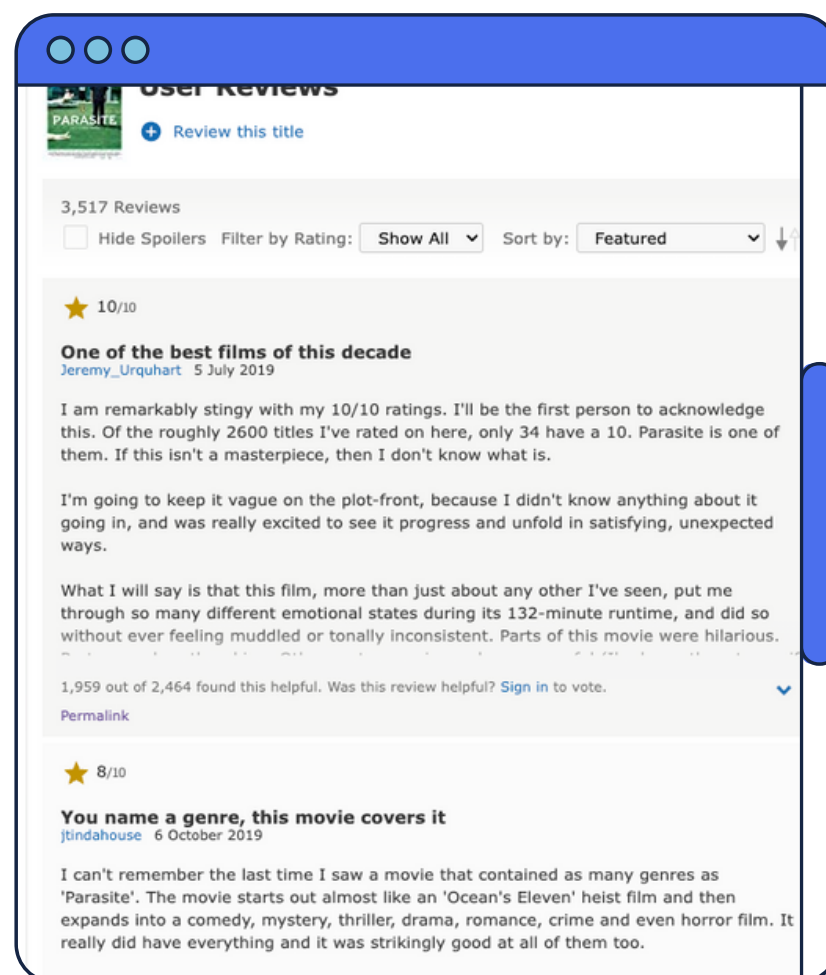 User Reviews
PARASITE
Review this title
3,517 Reviews
Hide Spoilers Filter by Rating: Show All Sort by: Featured
10/10
One of the best films of this decade
Jeremy_Urquhart 5 July 2019
I am remarkably stingy with my 10/10 ratings. I'll be the first person to acknowledge
this. Of the roughly 2600 titles I've rated on here, only 34 have a 10. Parasite is one of
them. If this isn't a masterpiece, then I don't know what is.
I'm going to keep it vague on the plot-front, because I didn't know anything about it
going in, and was really excited to see it progress and unfold in satisfying, unexpected
ways.
What I will say is that this film, more than just about any other I've seen, put me
through so many different emotional states during its 132-minute runtime, and did so
without ever feeling muddled or tonally inconsistent. Parts of this movie were hilarious.
1,959 out of 2,464 found this helpful. Was this review helpful? Sign in to vote.
Permalink
8/10
You name a genre, this movie covers it
jtindahouse 6 October 2019
I can't remember the last time I saw a movie that contained as many genres as
'Parasite'. The movie starts out almost like an 'Ocean's Eleven' heist film and then
expands into a comedy, mystery, thriller, drama, romance, crime and even horror film. It
really did have everything and it was strikingly good at all of them too.